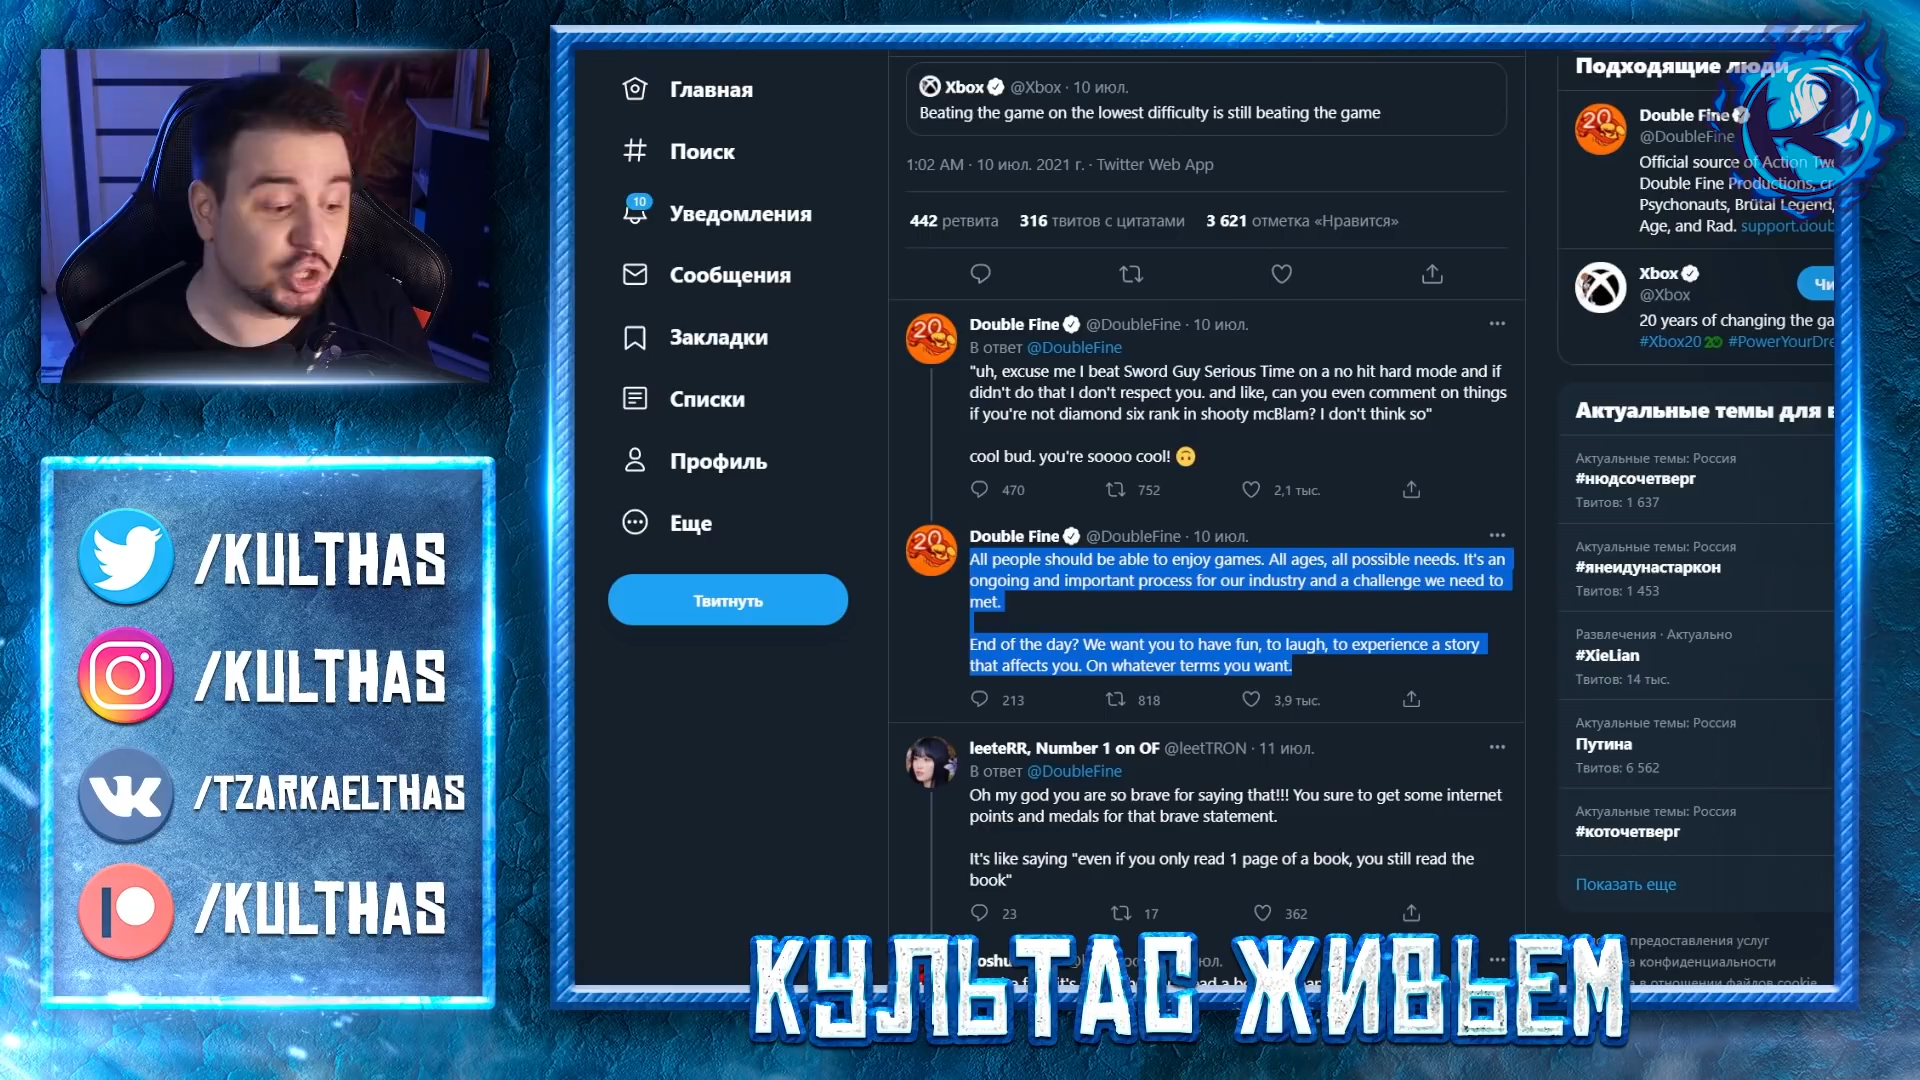 Главная
Поиск
10
Уведомления
Сообщения
Закладки
Списки
Профиль
Еще
Твитнуть
Xbox @Xbox · 10 июл.
Beating the game on the lowest difficulty is still beating the game
1:02 AM · 10 июл. 2021 г. · Twitter Web App
442 ретвита 316 твитов с цитатами 3 621 отметка «Нравится»
Double Fine @DoubleFine · 10 июл.
В ответ @DoubleFine
"uh, excuse me I beat Sword Guy Serious Time on a no hit hard mode and if
didn't do that I don't respect you. and like, can you even comment on things
if you're not diamond six rank in shooty mcBlam? I don't think so"
cool bud. you're soooo cool! 🙃
470 752 2,1 тыс.
Double Fine @DoubleFine · 10 июл.
All people should be able to enjoy games. All ages, all possible needs. It's an
ongoing and important process for our industry and a challenge we need to
met.
End of the day? We want you to have fun, to laugh, to experience a story
that affects you. On whatever terms you want.
213 818 3,9 тыс.
leeteRR, Number 1 on OF @leetTRON · 11 июл.
В ответ @DoubleFine
Oh my god you are so brave for saying that!!! You sure to get some internet
points and medals for that brave statement.
It's like saying "even if you only read 1 page of a book, you still read the
book"
23 17 362
Подходящие люди
20
Double Fine
@DoubleFine
Official source of Action
Double Fine Productions,
Psychonauts, Brütal Legend,
Age, and Rad. support.doub
Xbox
@Xbox
Чи
20 years of changing the ga
#Xbox20 #PowerYourDre
Актуальные темы для в
Актуальные темы: Россия
#нюдсочетверг
Твитов: 1 637
Актуальные темы: Россия
#янеидунастаркон
Твитов: 1 453
Развлечения · Актуально
#XieLian
Твитов: 14 тыс.
Актуальные темы: Россия
Путина
Твитов: 6 562
Актуальные темы: Россия
#коточетверг
Показать еще
предоставления услуг
а конфиденциальности
в отношении файлов cookie
/KULTHAS
/KULTHAS
/TZARKAELTHAS
/KULTHAS
КУЛЬТАС ЖИВЬЕМ